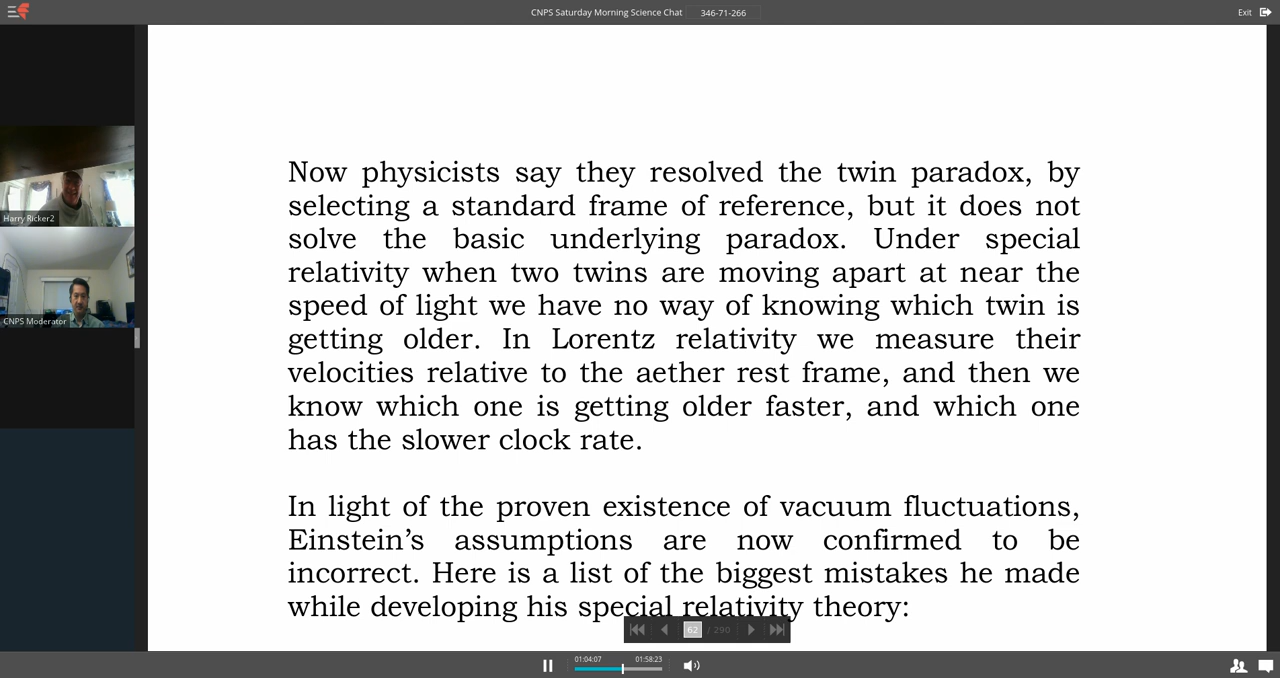 CNPS Saturday Morning Science Chat 346-71-266 Exit
Harry Ricker2
CNPS Moderator
Now physicists say they resolved the twin paradox, by
selecting a standard frame of reference, but it does not
solve the basic underlying paradox. Under special
relativity when two twins are moving apart at near the
speed of light we have no way of knowing which twin is
getting older. In Lorentz relativity we measure their
velocities relative to the aether rest frame, and then we
know which one is getting older faster, and which one
has the slower clock rate.
In light of the proven existence of vacuum fluctuations,
Einstein’s assumptions are now confirmed to be
incorrect. Here is a list of the biggest mistakes he made
while developing his special relativity theory:
62 / 290
01:04:07 01:58:23